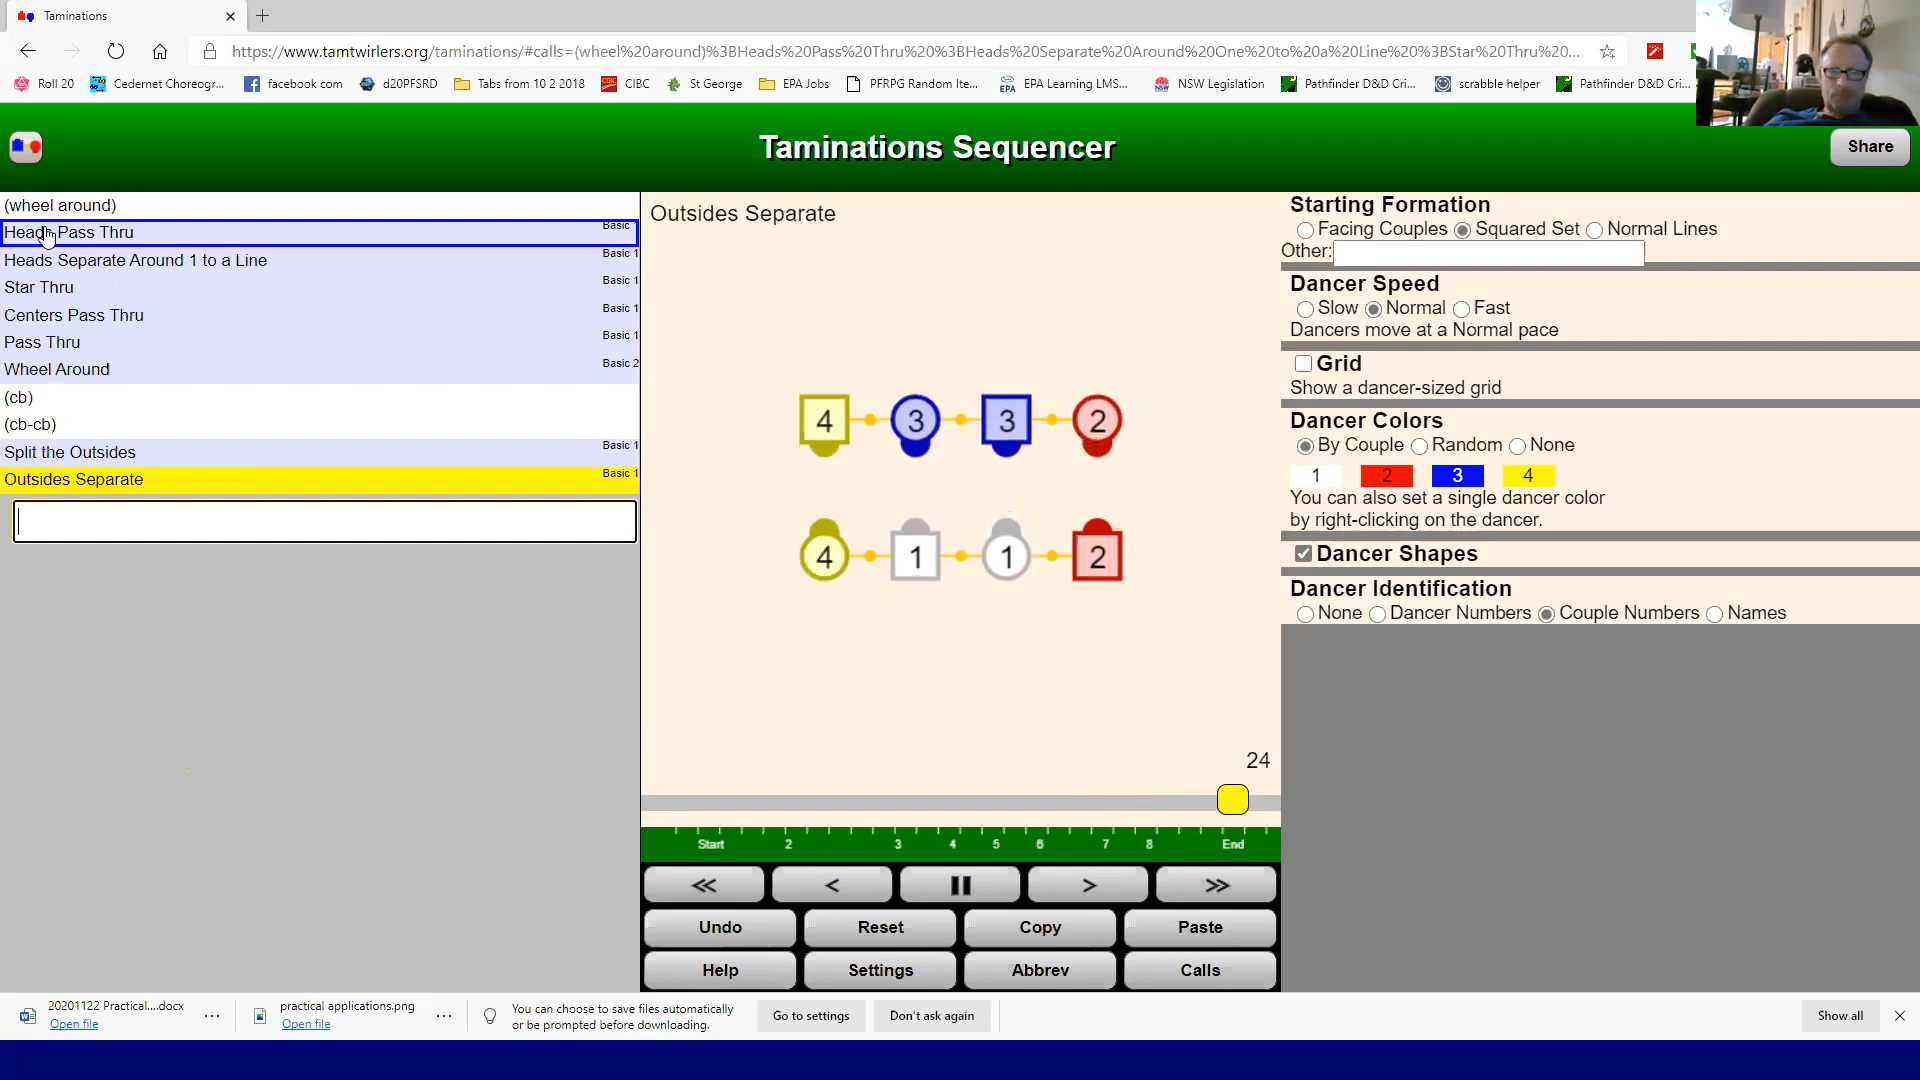 Taminations
https://www.tamtwirlers.org/taminations/#calls=(wheel%20around)%3BHeads%20Pass%20Thru%20%3BHeads%20Separate%20Around%20One%20to%20a%20Line%20%3BStar%20Thru%20...
Roll 20 Cedernet Choreogr... facebook.com d20PFSRD Tabs from 10 2 2018 CIBC St George EPA Jobs PFRPG Random Ite... EPA Learning LMS... NSW Legislation Pathfinder D&D Cri... scrabble helper Pathfinder D&D Cri...
Taminations Sequencer
Share
(wheel around)
Heads Pass Thru Basic 1
Heads Separate Around 1 to a Line Basic 1
Star Thru Basic 1
Centers Pass Thru Basic 1
Pass Thru Basic 1
Wheel Around Basic 2
(cb)
(cb-cb)
Split the Outsides Basic 1
Outsides Separate Basic 1
Outsides Separate
4 3 3 2
4 1 1 2
24
Start 2 3 4 5 6 7 8 End
≪ < > ≫
Undo Reset Copy Paste
Help Settings Abbrev Calls
Starting Formation
Facing Couples Squared Set Normal Lines
Other:
Dancer Speed
Slow Normal Fast
Dancers move at a Normal pace
Grid
Show a dancer-sized grid
Dancer Colors
By Couple Random None
1 2 3 4
You can also set a single dancer color
by right-clicking on the dancer.
Dancer Shapes
Dancer Identification
None Dancer Numbers Couple Numbers Names
20201122 Practical....docx
Open file
practical applications.png
Open file
You can choose to save files automatically
or be prompted before downloading.
Go to settings
Don't ask again
Show all